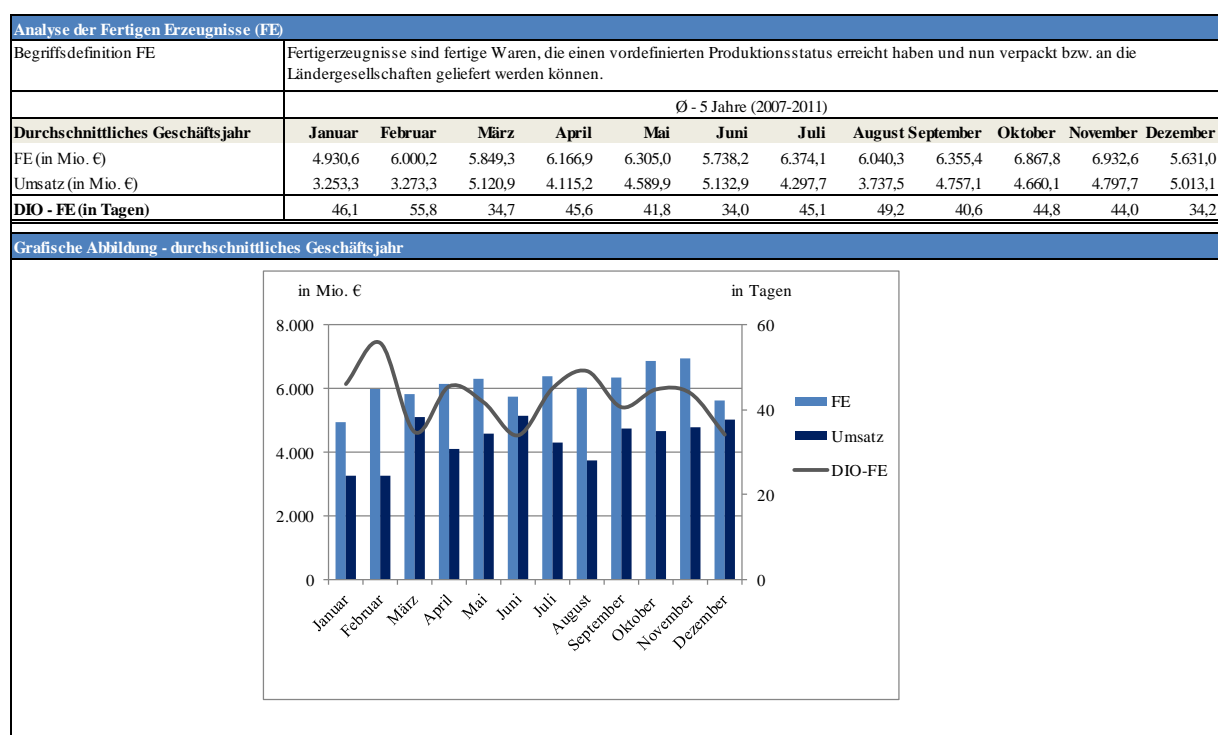 Analyse der Fertigen Erzeugnisse (FE)
Begriffsdefinition FE Fertigerzeugnisse sind fertige Waren, die einen vordefinierten Produktionsstatus erreicht haben und nun verpackt bzw. an die
Ländergesellschaften geliefert werden können.
Ø - 5 Jahre (2007-2011)
Durchschnittliches Geschäftsjahr Januar Februar März April Mai Juni Juli August September Oktober November Dezember
FE (in Mio. €) 4.930,6 6.000,2 5.849,3 6.166,9 6.305,0 5.738,2 6.374,1 6.040,3 6.355,4 6.867,8 6.932,6 5.631,0
Umsatz (in Mio. €) 3.253,3 3.273,3 5.120,9 4.115,2 4.589,9 5.132,9 4.297,7 3.737,5 4.757,1 4.660,1 4.797,7 5.013,1
DIO - FE (in Tagen) 46,1 55,8 34,7 45,6 41,8 34,0 45,1 49,2 40,6 44,8 44,0 34,2
Grafische Abbildung - durchschnittliches Geschäftsjahr
in Mio. € in Tagen
8.000 60
6.000
40
FE
4.000
Umsatz
DIO-FE
20
2.000
0 0
Januar Februar März April Mai Juni Juli August September Oktober November Dezember